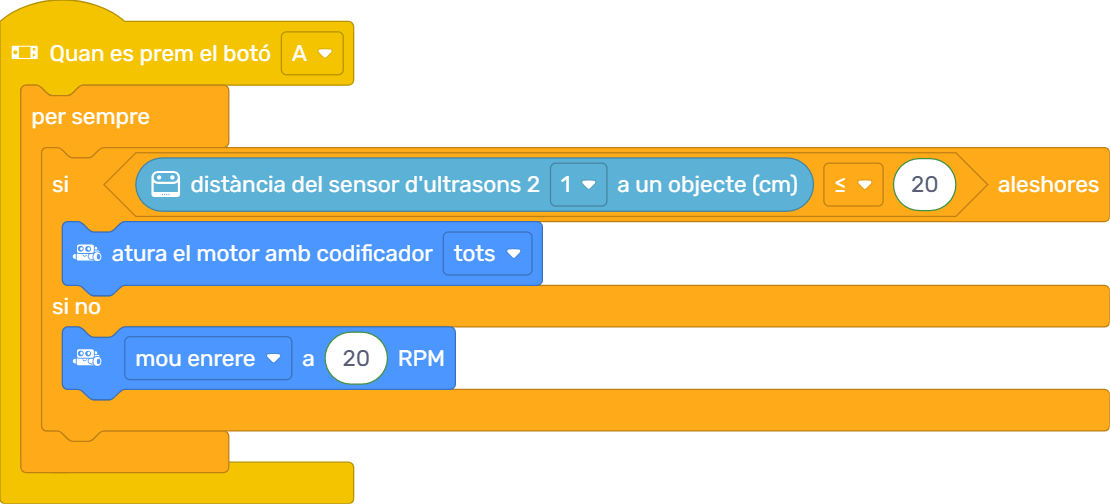 Quan es prem el botó A
per sempre
si distància del sensor d'ultrasons 2 1 a un objecte (cm) ≤ 20 aleshores
atura el motor amb codificador tots
si no
mou enrere a 20 RPM